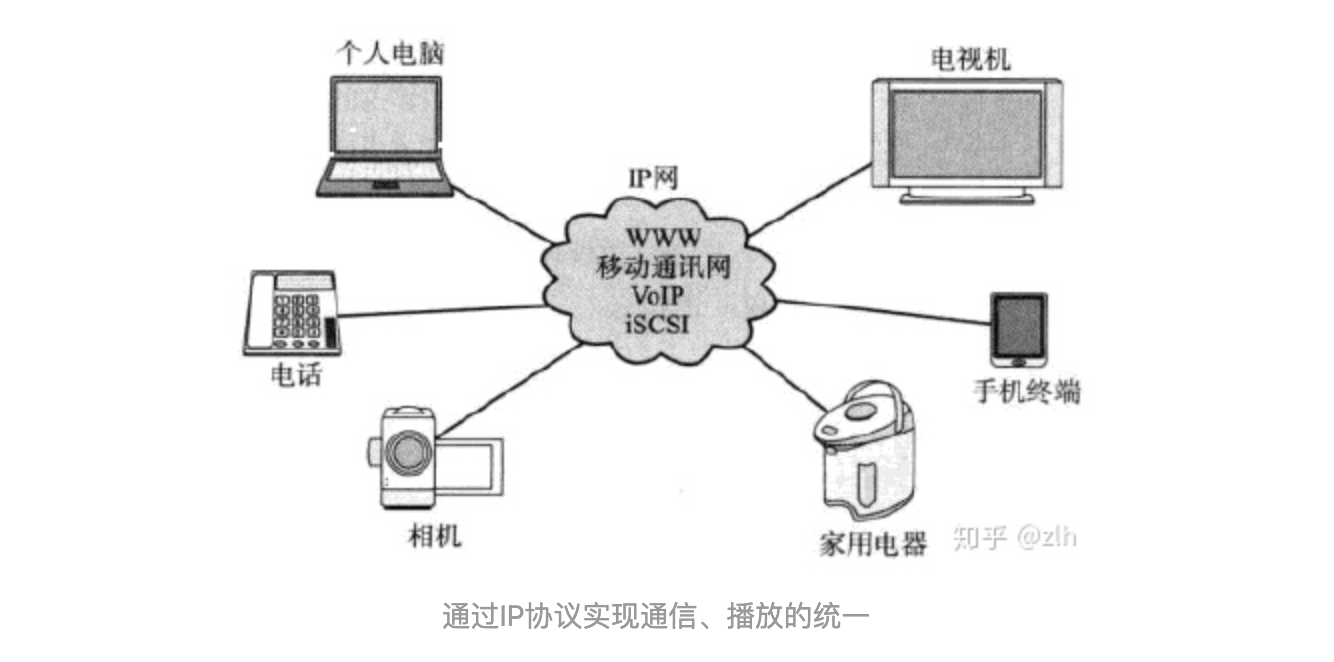 个人电脑
电视机
IP网
WWW
移动通讯网
VoIP
iSCSI
电话
手机终端
相机
家用电器
知乎 @zlh
通过IP协议实现通信、播放的统一